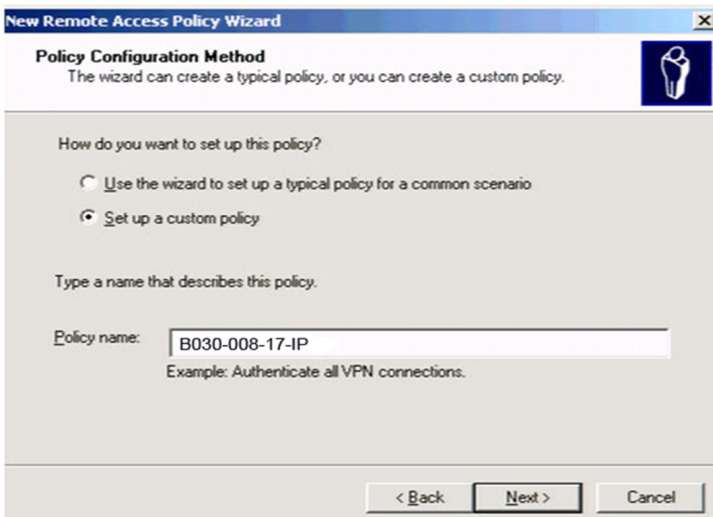 New Remote Access Policy Wizard
Policy Configuration Method
The wizard can create a typical policy, or you can create a custom policy.
How do you want to set up this policy?
Use the wizard to set up a typical policy for a common scenario
Set up a custom policy
Type a name that describes this policy.
Policy name: B030-008-17-IP
Example: Authenticate all VPN connections.
< Back Next > Cancel